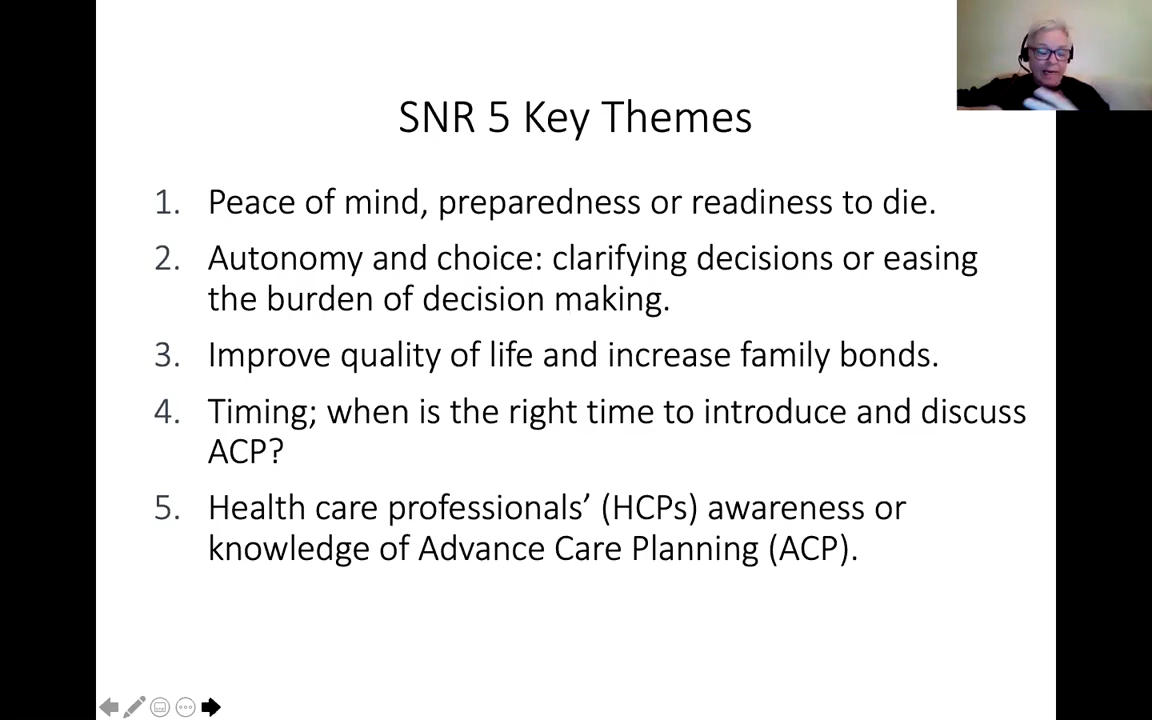 SNR 5 Key Themes
1. Peace of mind, preparedness or readiness to die.
2. Autonomy and choice: clarifying decisions or easing
the burden of decision making.
3. Improve quality of life and increase family bonds.
4. Timing; when is the right time to introduce and discuss
ACP?
5. Health care professionals’ (HCPs) awareness or
knowledge of Advance Care Planning (ACP).